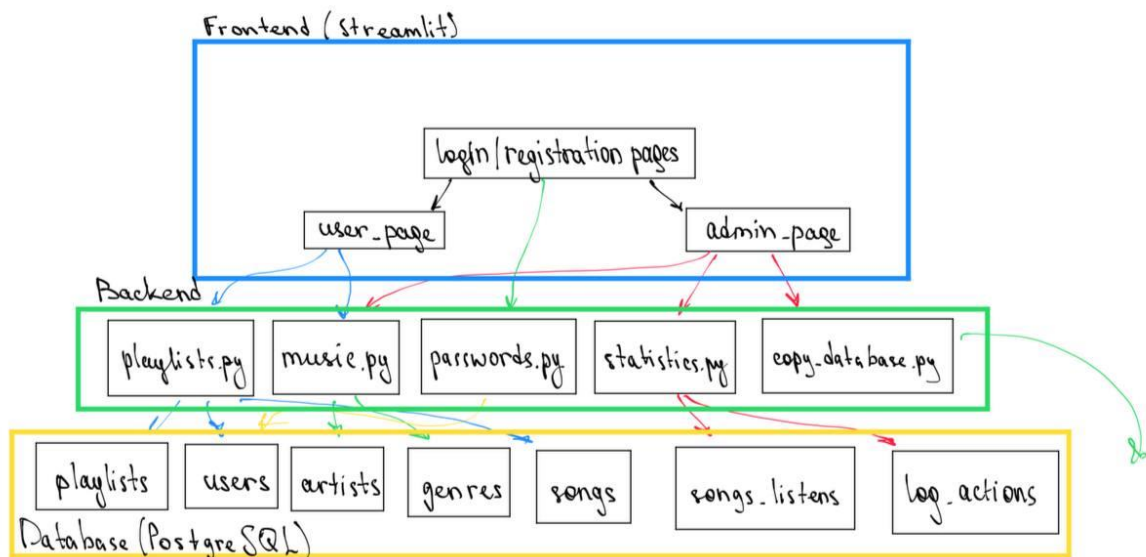 Frontend (Streamlit)
login/registration pages
user_page
admin_page
Backend
playlists.py
music.py
passwords.py
statistics.py
copy_database.py
playlists
users
artists
genres
songs
songs_listens
log_actions
Database (PostgreSQL)